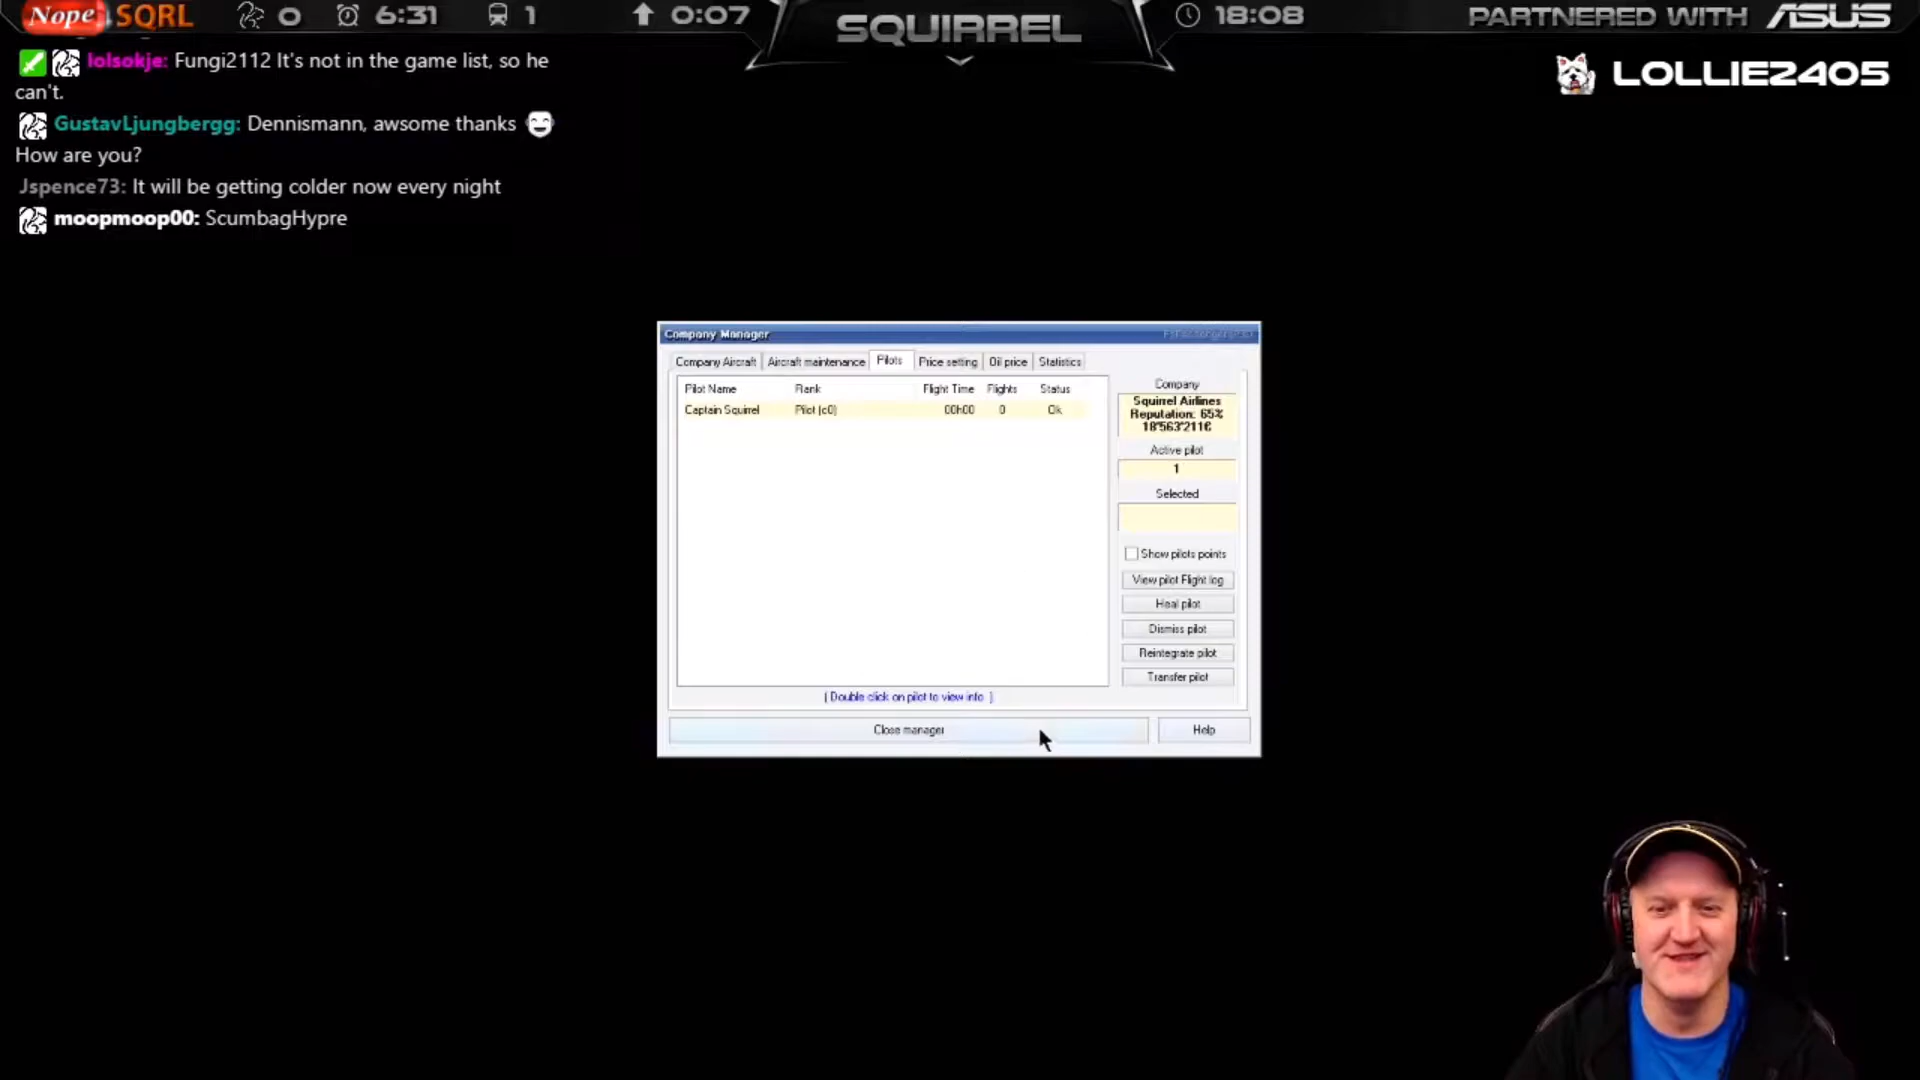 Nope SQRL 0 6:31 1 0:07 SQUIRREL 18:08 PARTNERED WITH ASUS
lolsokje: Fungi2112 It's not in the game list, so he
can't.
GustavLjungbergg: Dennismann, awsome thanks
How are you?
Jspence73: It will be getting colder now every night
moopmoop00: ScumbagHypre
LOLLIE2405
Company Manager
Company Aircraft Aircraft maintenance Pilots Price setting Oil price Statistics
Pilot Name Rank Flight Time Flights Status
Captain Squirrel Pilot (c0) 00h00 0 Ok
Company
Squirrel Airlines
Reputation: 65%
18'563'211€
Active pilot
1
Selected
Show pilots points
View pilot Flight log
Heal pilot
Dismiss pilot
Reintegrate pilot
Transfer pilot
( Double click on pilot to view info )
Close manager Help